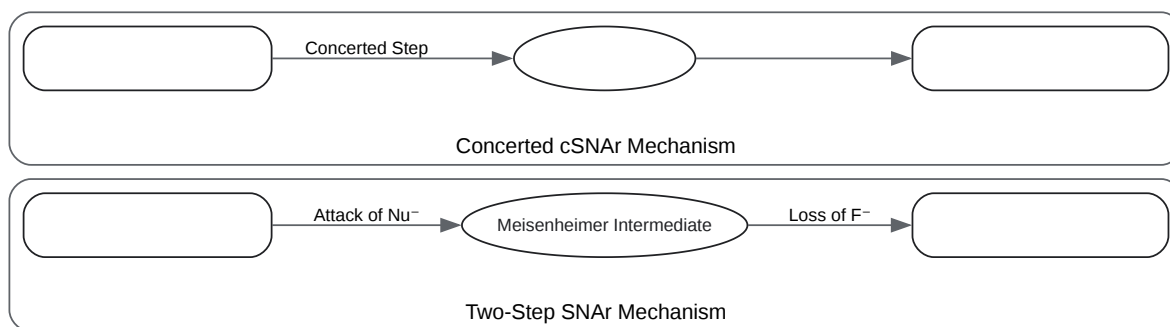 Concerted Step
Concerted cSNAr Mechanism
Attack of Nu⁻
Meisenheimer Intermediate
Loss of F⁻
Two-Step SNAr Mechanism